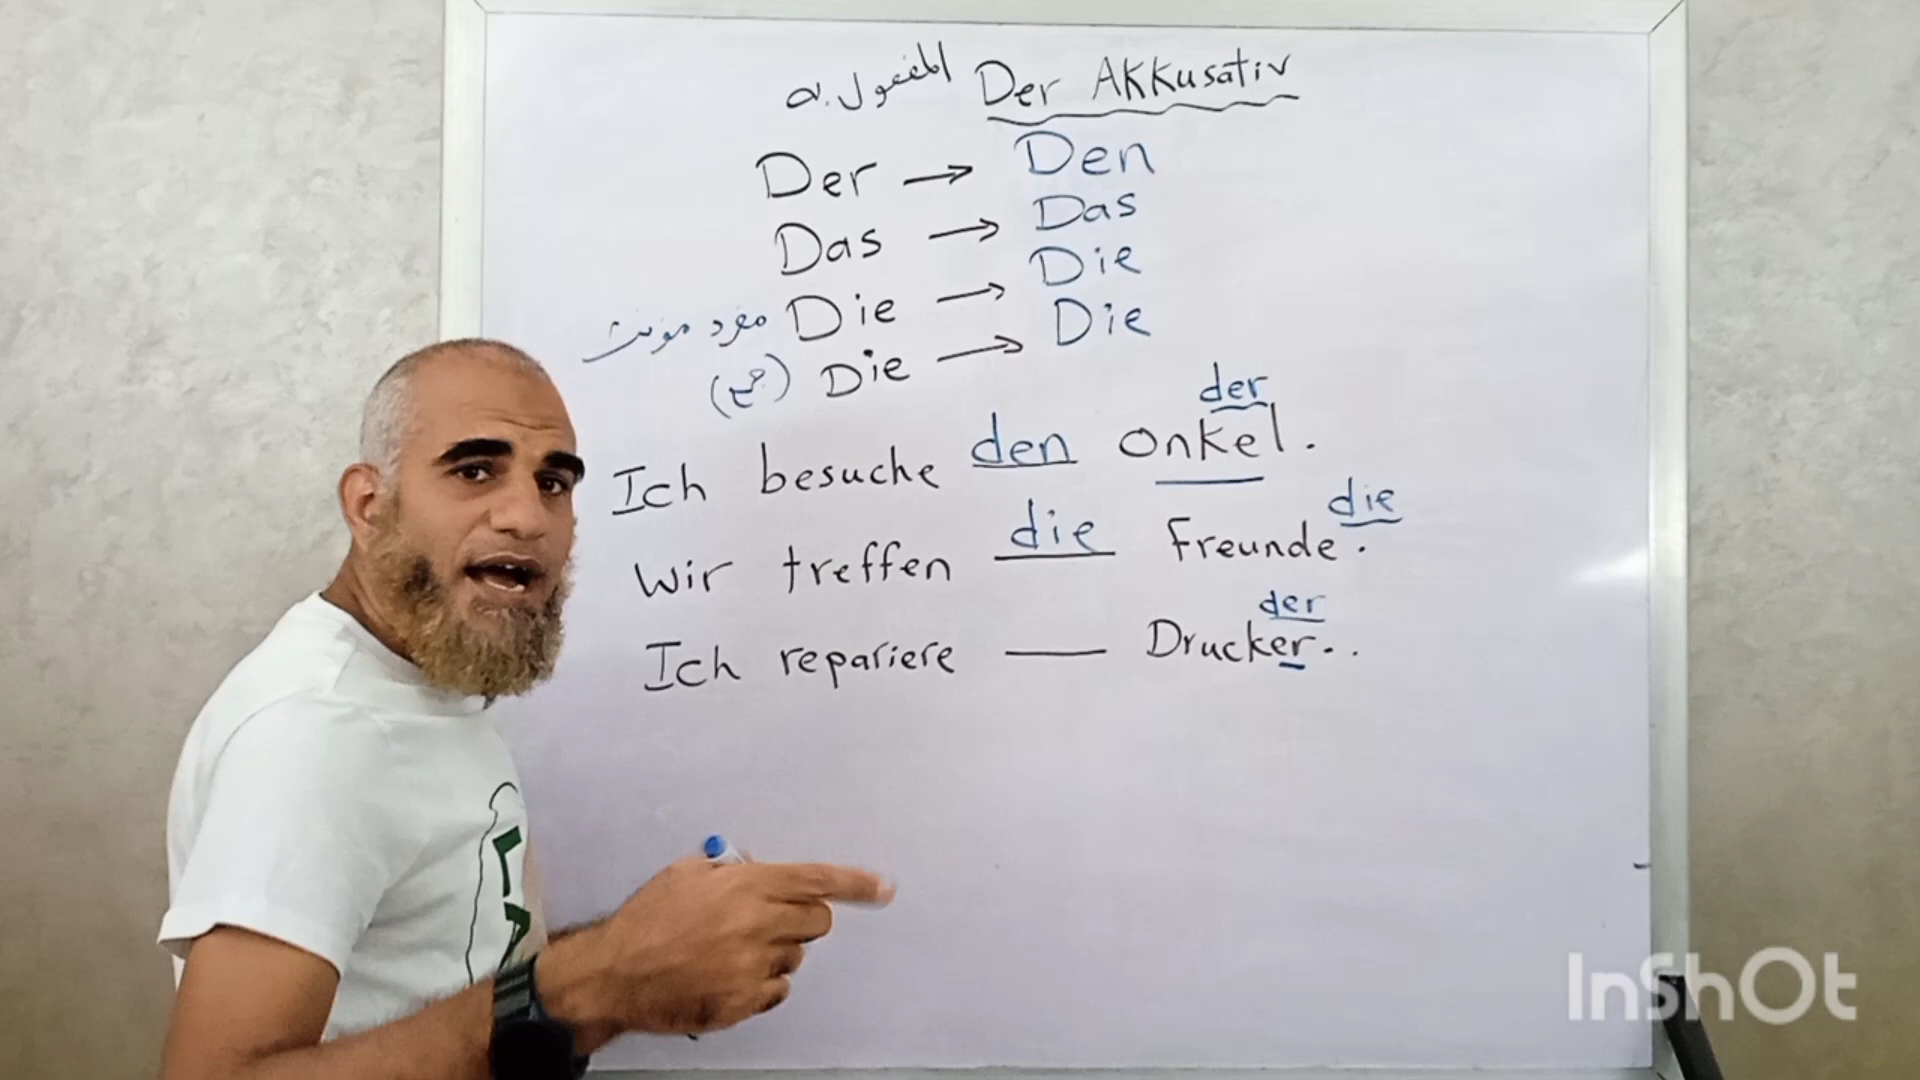 Der Akkusativ المفعول به
Der → Den
Das → Das
مفرد مؤنث Die → Die
(جمع) Die → Die
der
Ich besuche den Onkel.
die
Wir treffen die Freunde.
der
Ich repariere ___ Drucker..
InShOt